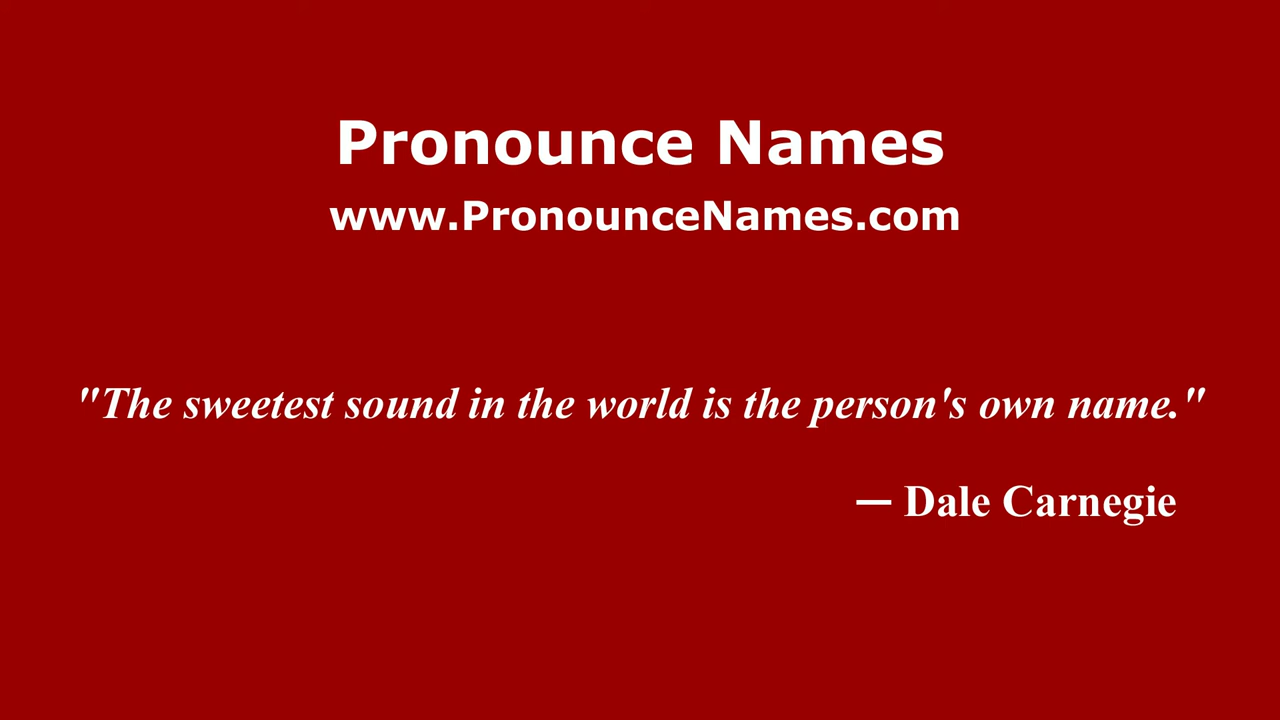 Pronounce Names
www.PronounceNames.com
"The sweetest sound in the world is the person's own name."
— Dale Carnegie